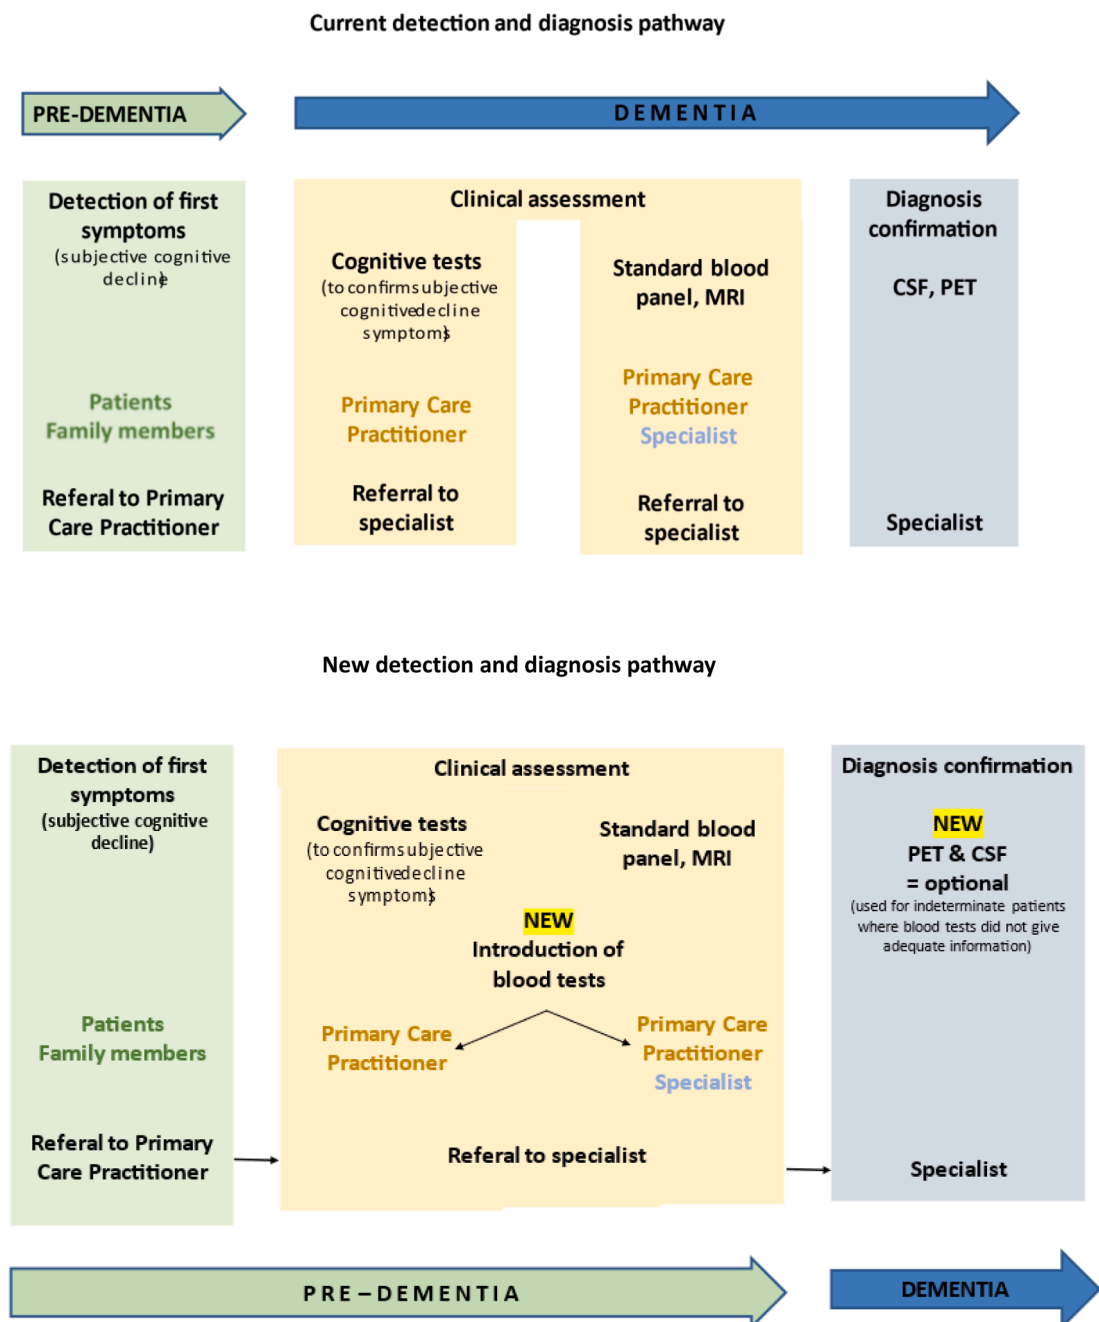 Current detection and diagnosis pathway
PRE-DEMENTIA
DEMENTIA
Detection of first
symptoms
(subjective cognitive
decline)
Patients
Family members
Referal to Primary
Care Practitioner
Clinical assessment
Cognitive tests
(to confirm subjective
cognitive decline
symptoms)
Primary Care
Practitioner
Referral to
specialist
Standard blood
panel, MRI
Primary Care
Practitioner
Specialist
Referral to
specialist
Diagnosis
confirmation
CSF, PET
Specialist
New detection and diagnosis pathway
Detection of first
symptoms
(subjective cognitive
decline)
Patients
Family members
Referal to Primary
Care Practitioner
Clinical assessment
Cognitive tests
(to confirm subjective
cognitive decline
symptoms)
Standard blood
panel, MRI
NEW
Introduction of
blood tests
Primary Care
Practitioner
Primary Care
Practitioner
Specialist
Referal to specialist
Diagnosis confirmation
NEW
PET & CSF
= optional
(used for indeterminate patients
where blood tests did not give
adequate information)
Specialist
PRE – DEMENTIA
DEMENTIA